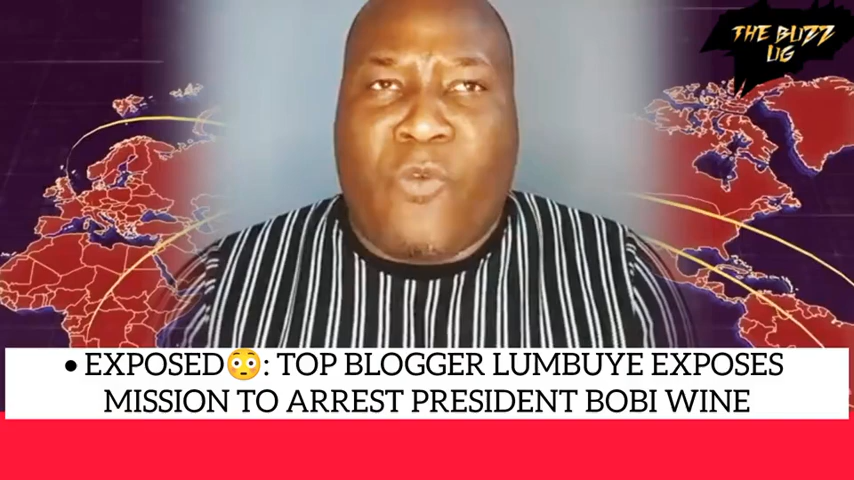 THE BUZZ
UG
• EXPOSED😳: TOP BLOGGER LUMBUYE EXPOSES
MISSION TO ARREST PRESIDENT BOBI WINE